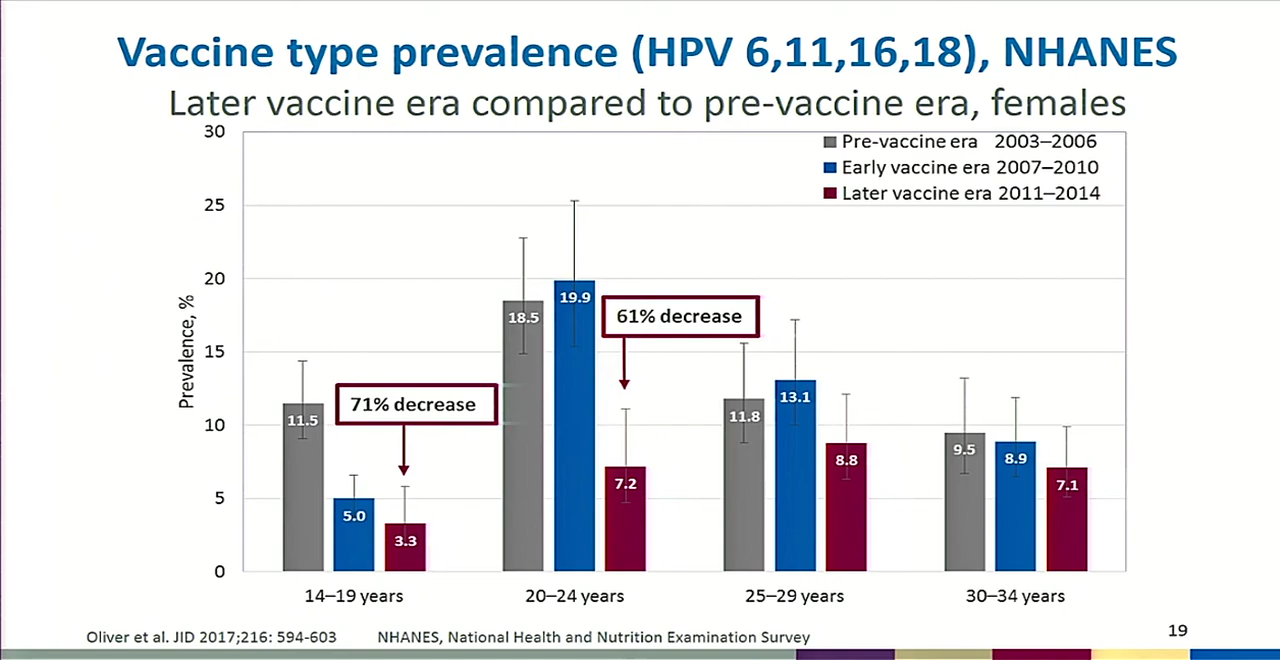 Vaccine type prevalence (HPV 6,11,16,18), NHANES
Later vaccine era compared to pre-vaccine era, females
Pre-vaccine era 2003–2006
Early vaccine era 2007–2010
Later vaccine era 2011–2014
Prevalence, %
30
25
20
15
10
5
0
11.5
5.0
3.3
71% decrease
18.5
19.9
7.2
61% decrease
11.8
13.1
8.8
9.5
8.9
7.1
14–19 years
20–24 years
25–29 years
30–34 years
Oliver et al. JID 2017;216: 594-603 NHANES, National Health and Nutrition Examination Survey
19